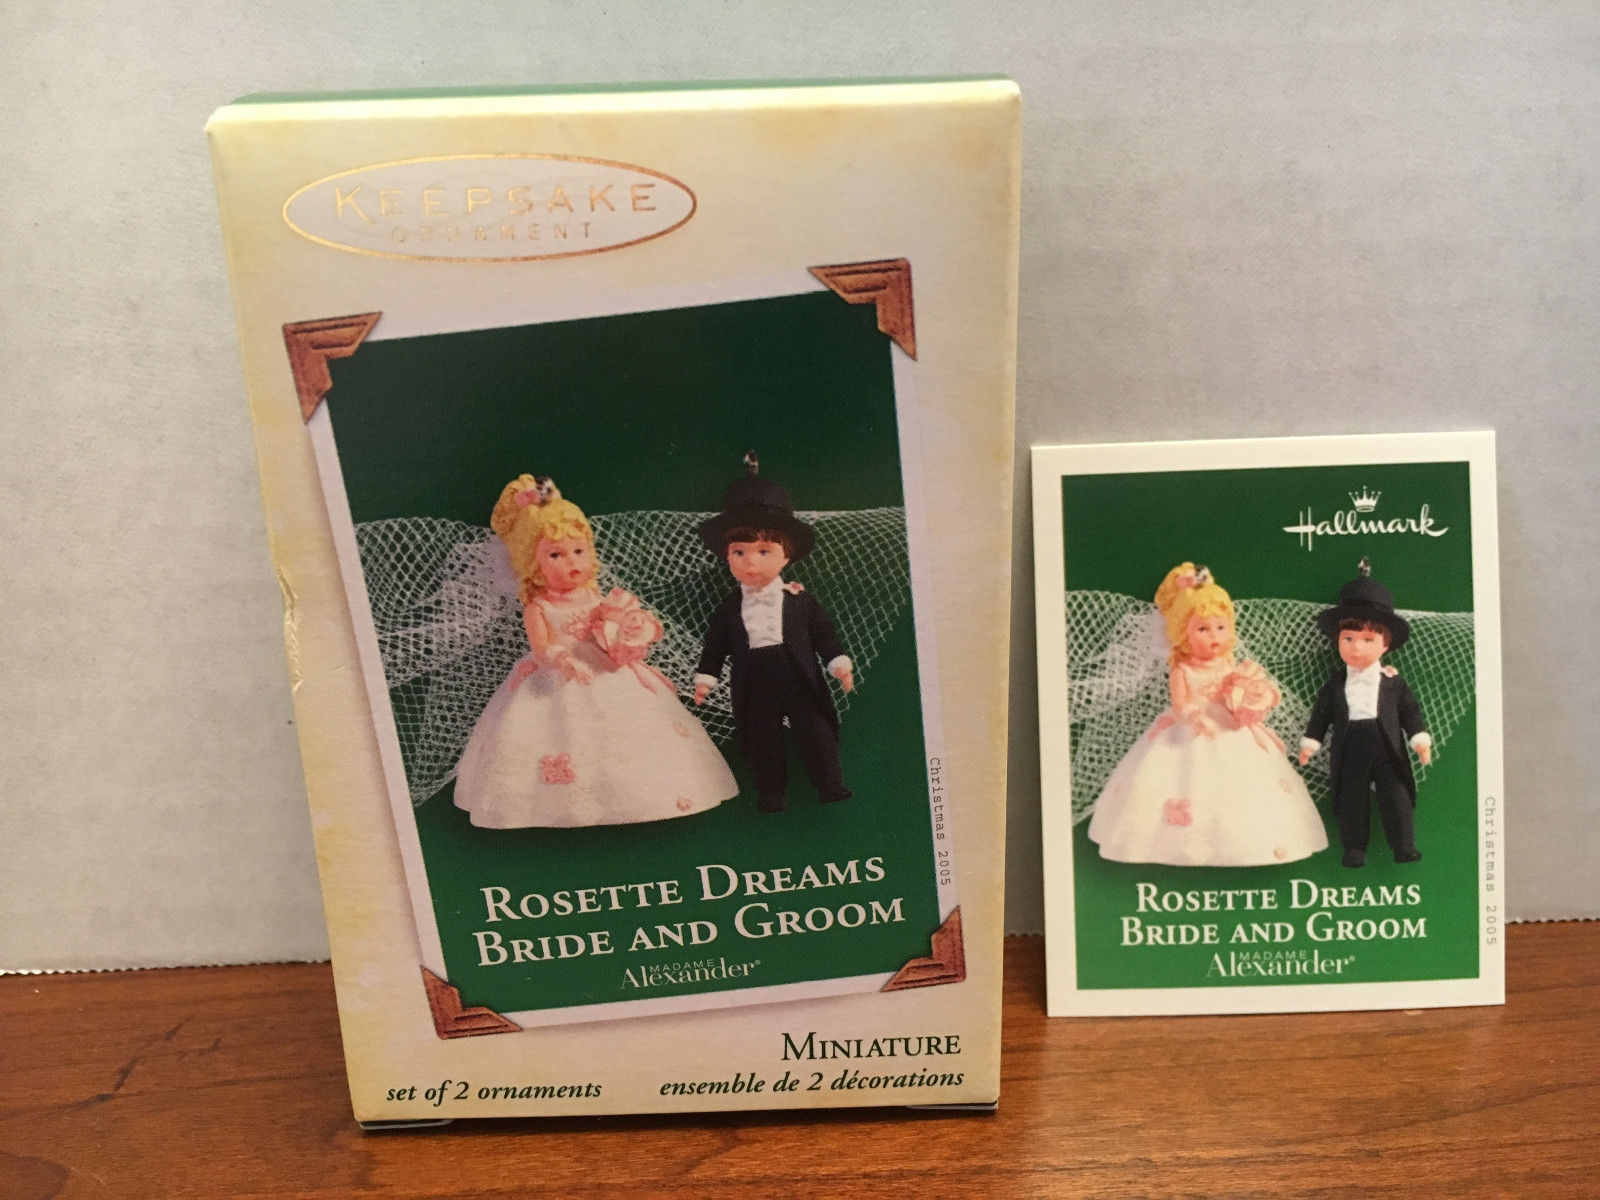 KEEPSAKE
ORNAMENT
Christmas 2005
ROSETTE DREAMS
BRIDE AND GROOM
MADAME
Alexander®
MINIATURE
set of 2 ornaments
ensemble de 2 décorations
Hallmark
Christmas 2005
ROSETTE DREAMS
BRIDE AND GROOM
MADAME
Alexander®